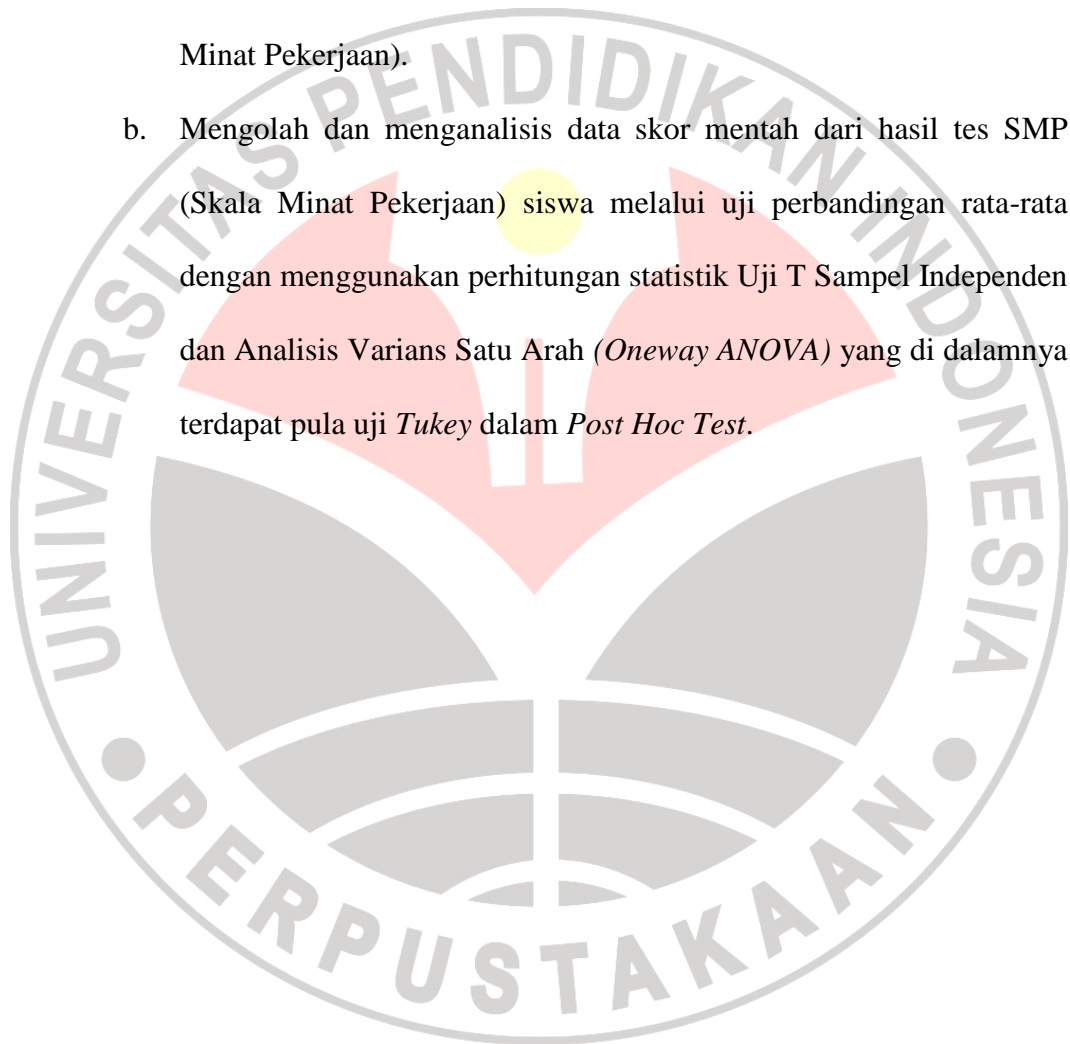 Minat Pekerjaan).
b. Mengolah dan menganalisis data skor mentah dari hasil tes SMP
(Skala Minat Pekerjaan) siswa melalui uji perbandingan rata-rata
dengan menggunakan perhitungan statistik Uji T Sampel Independen
dan Analisis Varians Satu Arah (Oneway ANOVA) yang di dalamnya
terdapat pula uji Tukey dalam Post Hoc Test.
UNIVERSITAS PENDIDIKAN INDONESIA
PERPUSTAKAAN